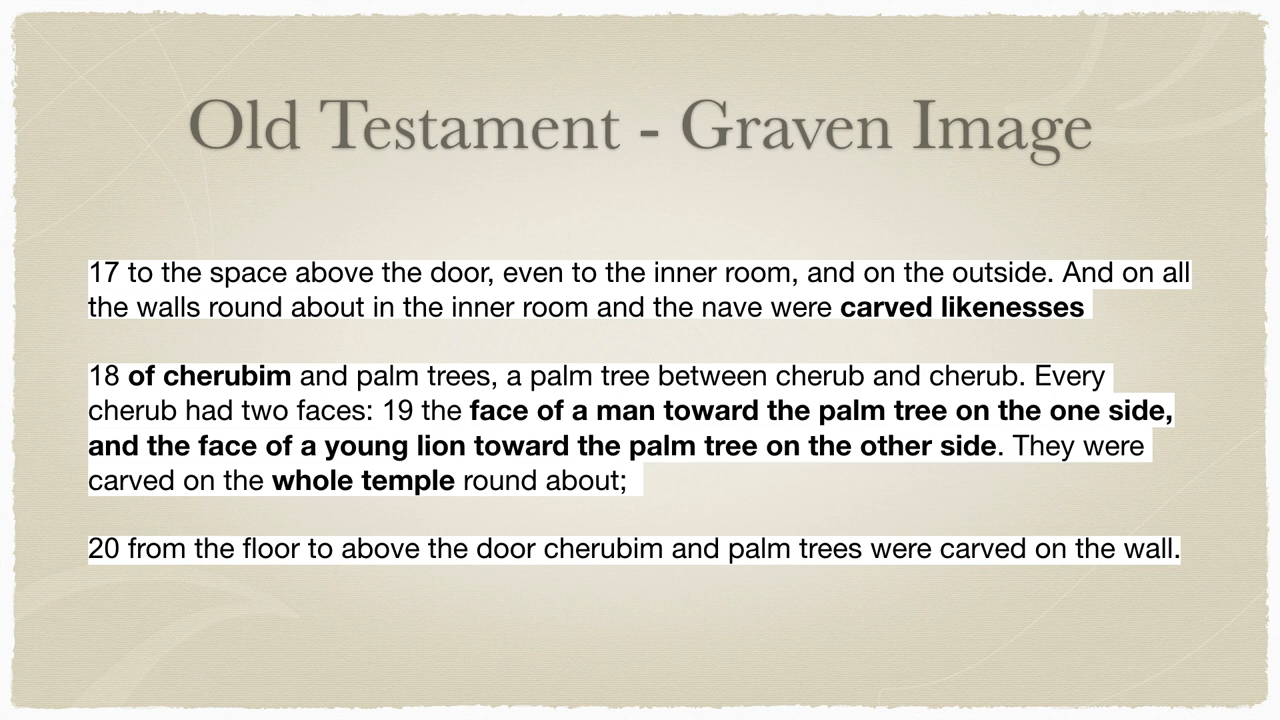 Old Testament - Graven Image
17 to the space above the door, even to the inner room, and on the outside. And on all
the walls round about in the inner room and the nave were carved likenesses
18 of cherubim and palm trees, a palm tree between cherub and cherub. Every
cherub had two faces: 19 the face of a man toward the palm tree on the one side,
and the face of a young lion toward the palm tree on the other side. They were
carved on the whole temple round about;
20 from the floor to above the door cherubim and palm trees were carved on the wall.